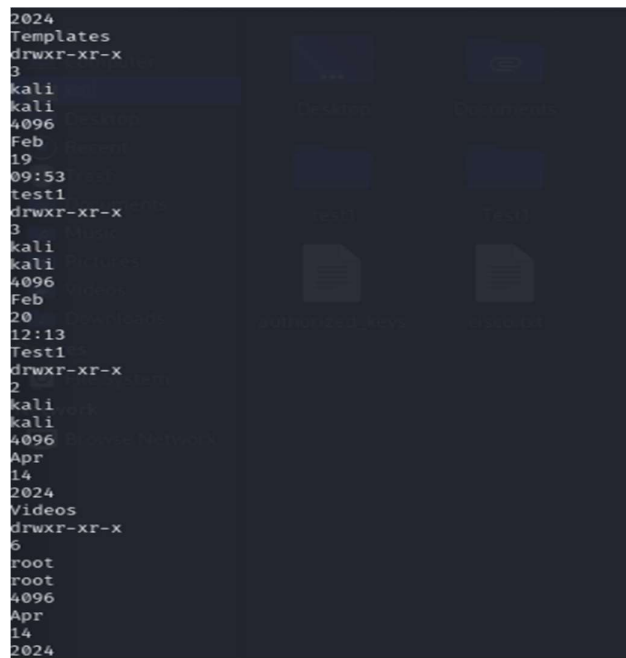 2024
Templates
drwxr-xr-x
3
kali
kali
4096
Feb
19
09:53
test1
drwxr-xr-x
3
kali
kali
4096
Feb
20
12:13
Test1
drwxr-xr-x
2
kali
kali
4096
Apr
14
2024
Videos
drwxr-xr-x
6
root
root
4096
Apr
14
2024